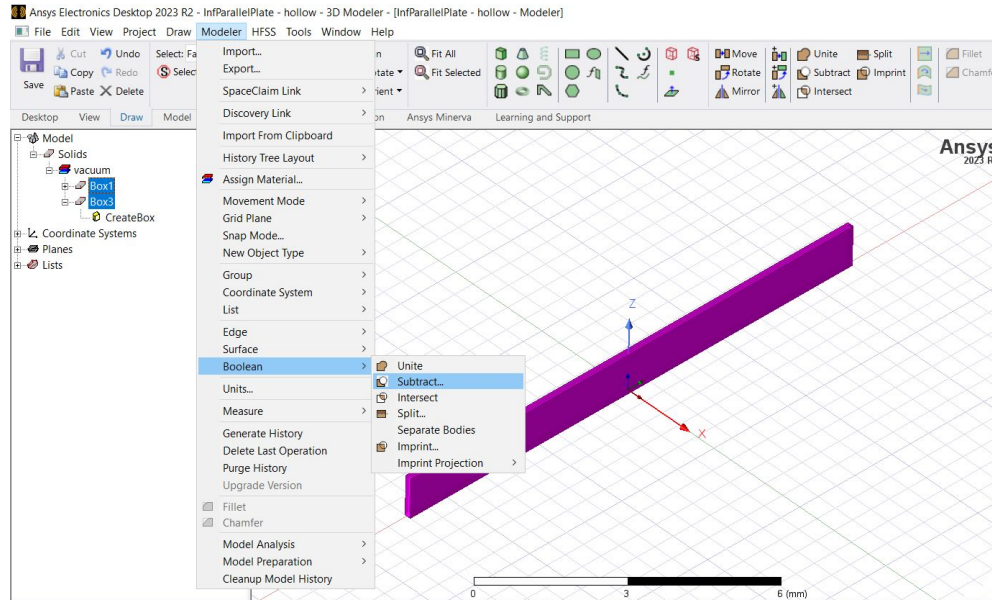 Ansys Electronics Desktop 2023 R2 - InfParallelPlate - hollow - 3D Modeler - [InfParallelPlate - hollow - Modeler]
File Edit View Project Draw Modeler HFSS Tools Window Help
Save
Cut
Copy
Paste
Undo
Redo
Delete
Select: Fa
Selec
Fit All
Fit Selected
Move
Rotate
Mirror
Unite
Subtract
Intersect
Split
Imprint
Fillet
Chamf
Desktop View Draw Model
Ansys Minerva Learning and Support
Model
Solids
vacuum
Box1
Box3
CreateBox
Coordinate Systems
Planes
Lists
Import...
Export...
SpaceClaim Link
Discovery Link
Import From Clipboard
History Tree Layout
Assign Material...
Movement Mode
Grid Plane
Snap Mode...
New Object Type
Group
Coordinate System
List
Edge
Surface
Boolean
Units...
Measure
Generate History
Delete Last Operation
Purge History
Upgrade Version
Fillet
Chamfer
Model Analysis
Model Preparation
Cleanup Model History
Unite
Subtract...
Intersect
Split...
Separate Bodies
Imprint...
Imprint Projection
Ansys
2023 R
Z
X
0 3 6 (mm)